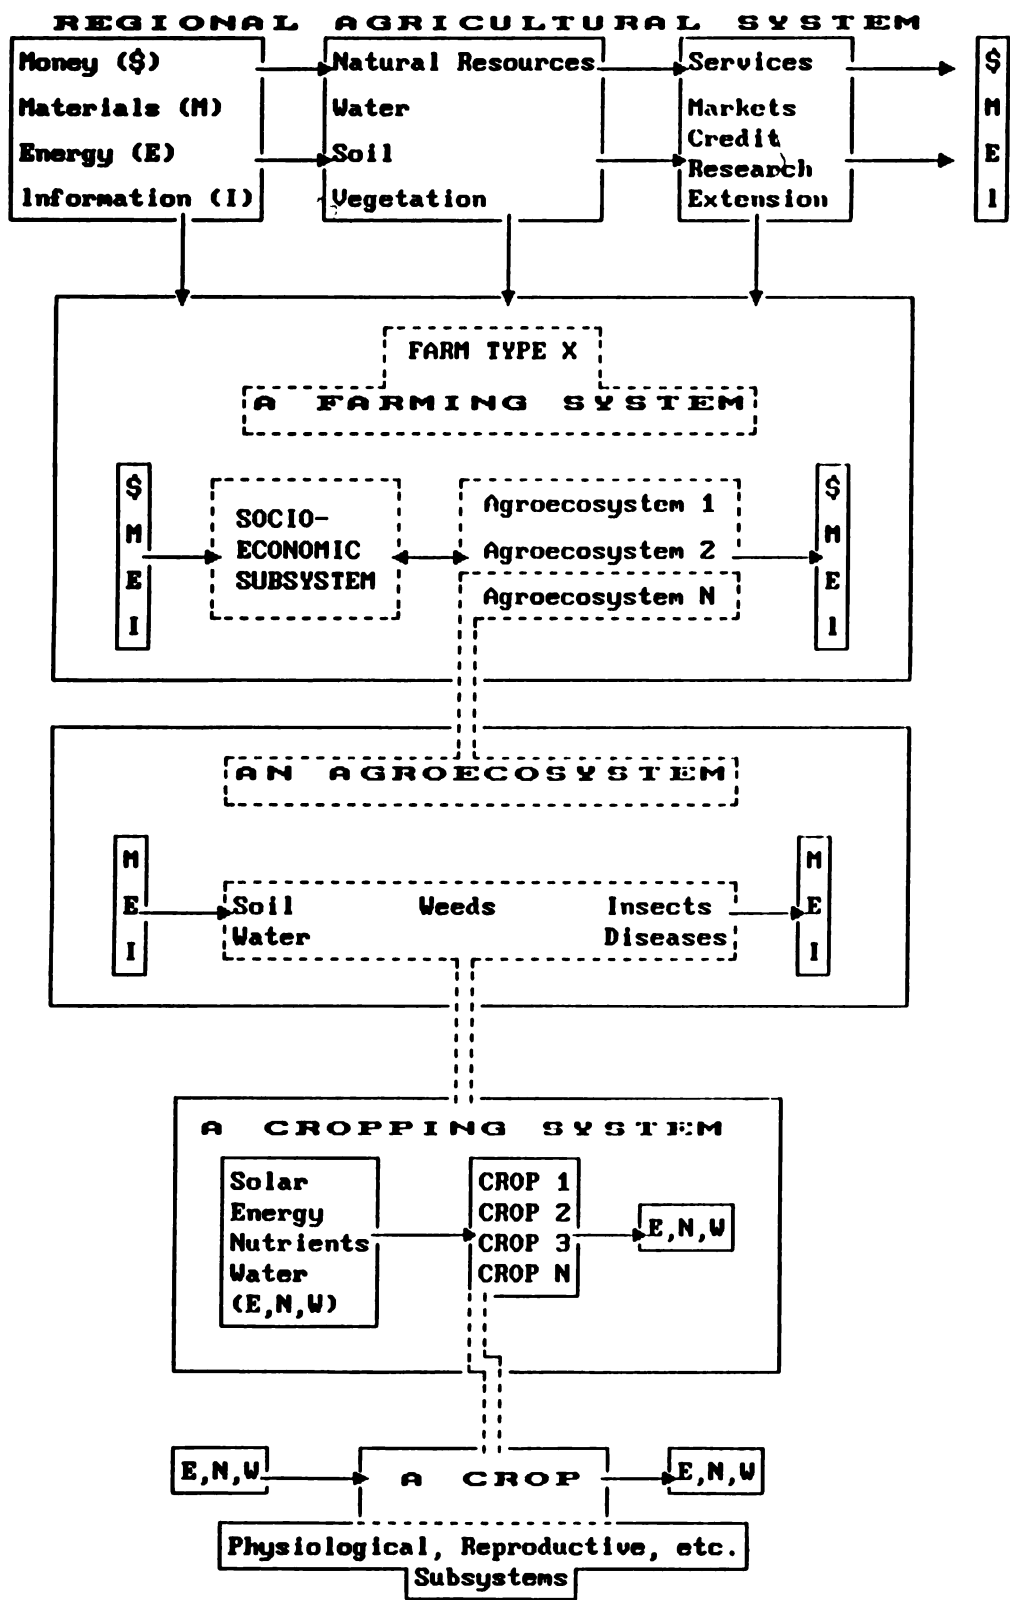 REGIONAL AGRICULTURAL SYSTEM
Money ($)
Materials (M)
Energy (E)
Information (I)
Natural Resources
Water
Soil
Vegetation
Services
Markets
Credit
Research
Extension
$
M
E
I
FARM TYPE X
A FARMING SYSTEM
$
M
E
I
SOCIO-
ECONOMIC
SUBSYSTEM
Agroecosystem 1
Agroecosystem 2
Agroecosystem N
$
M
E
I
AN AGROECOSYSTEM
M
E
I
Soil Weeds Insects
Water Diseases
M
E
I
A CROPPING SYSTEM
Solar
Energy
Nutrients
Water
(E,N,W)
CROP 1
CROP 2
CROP 3
CROP N
E,N,W
E,N,W
A CROP
E,N,W
Physiological, Reproductive, etc.
Subsystems